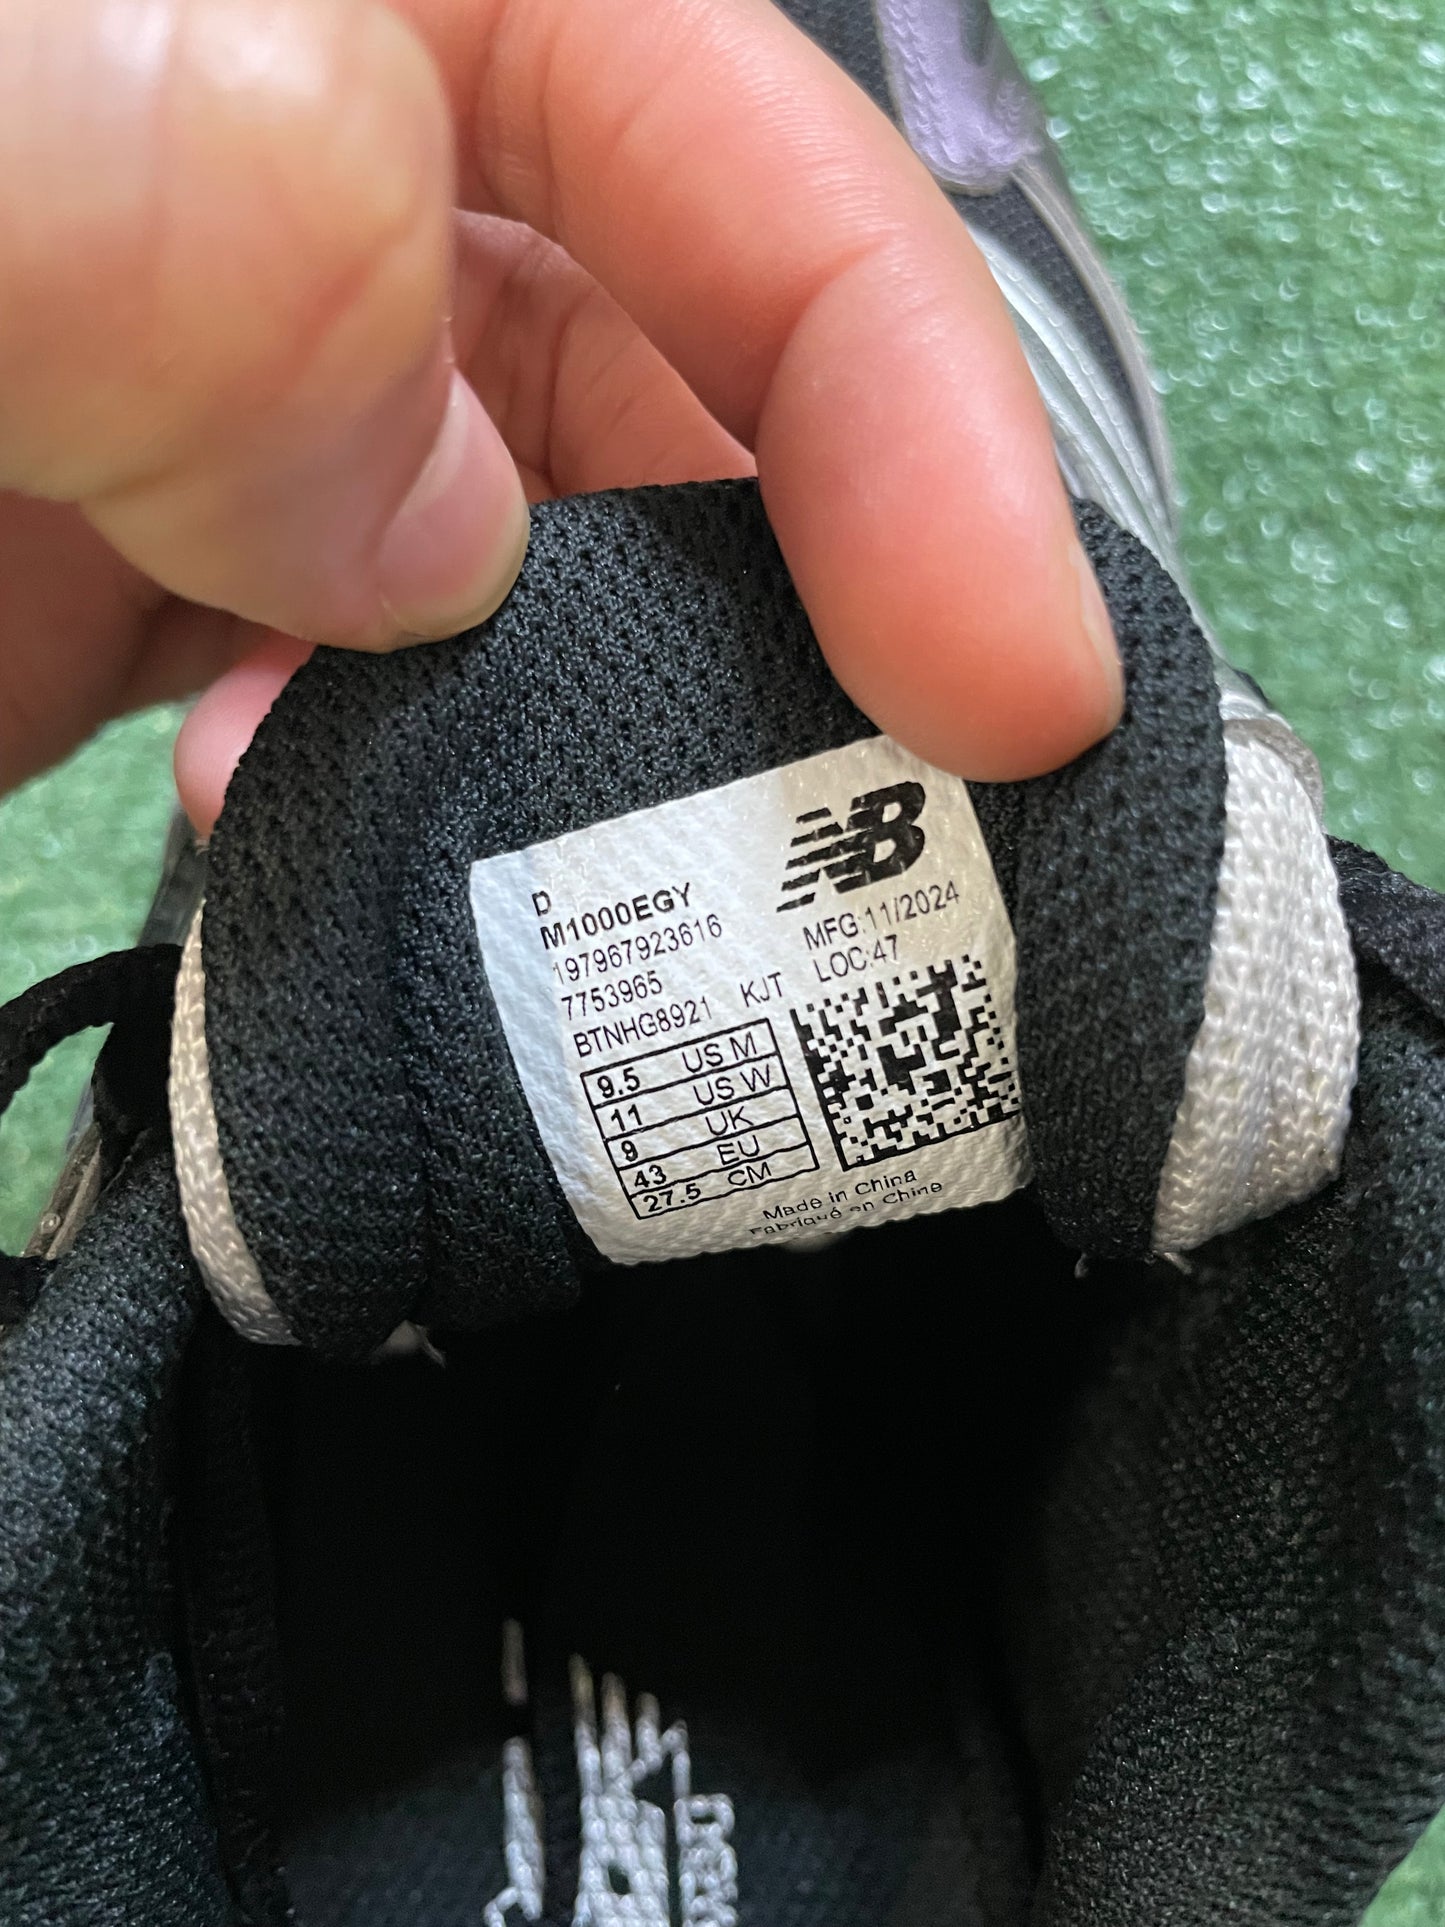 NB
D
M1000EGY
197967923616
7753965
BTNHG8921 KJT
MFG:11/2024
LOC:47
9.5 US M
11 US W
9 UK
43 EU
27.5 CM
Made in China
Fabriqué en Chine